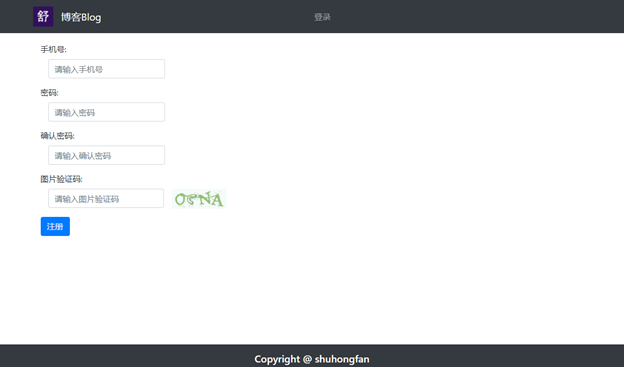 舒 博客Blog 登录
手机号:
请输入手机号
密码:
请输入密码
确认密码:
请输入确认密码
图片验证码:
请输入图片验证码
注册
Copyright @ shuhongfan